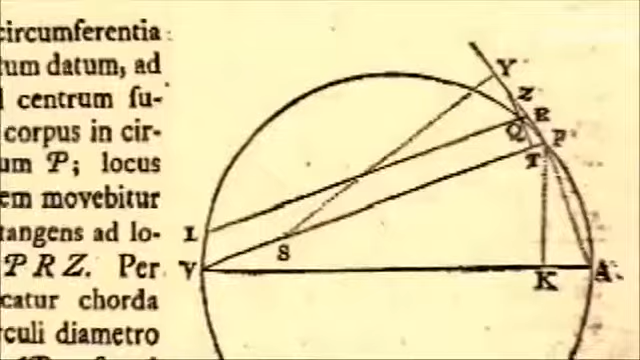 circumferentia
tum datum, ad
centrum fu-
corpus in cir-
um P; locus
em movebitur
tangens ad lo-
PRZ. Per
catur chorda
rculi diametro
Y
Z
R
Q
P
T
L
S
V
K
A